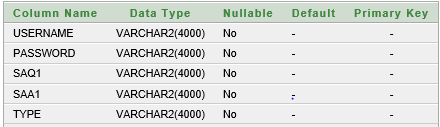 Column Name Data Type Nullable Default Primary Key
USERNAME VARCHAR2(4000) No - -
PASSWORD VARCHAR2(4000) No - -
SAQ1 VARCHAR2(4000) No - -
SAA1 VARCHAR2(4000) No - -
TYPE VARCHAR2(4000) No - -